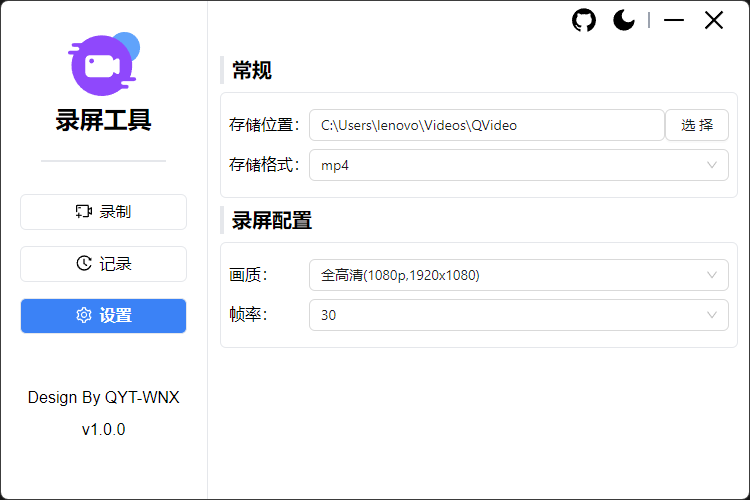 录屏工具
录制
记录
设置
Design By QYT-WNX
v1.0.0
常规
存储位置： C:\Users\lenovo\Videos\QVideo 选 择
存储格式： mp4
录屏配置
画质： 全高清(1080p,1920x1080)
帧率： 30